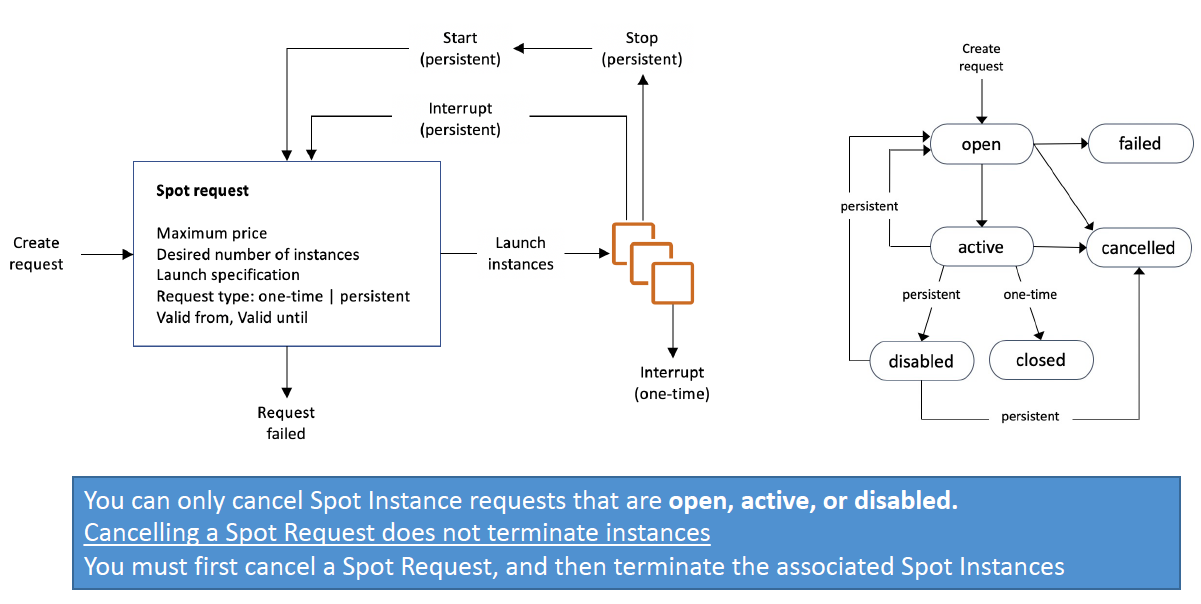 Start
(persistent)
Stop
(persistent)
Interrupt
(persistent)
Create
request
Spot request
Maximum price
Desired number of instances
Launch specification
Request type: one-time | persistent
Valid from, Valid until
Launch
instances
Request
failed
Interrupt
(one-time)
Create
request
open
failed
persistent
active
cancelled
persistent
one-time
disabled
closed
persistent
You can only cancel Spot Instance requests that are open, active, or disabled.
Cancelling a Spot Request does not terminate instances
You must first cancel a Spot Request, and then terminate the associated Spot Instances